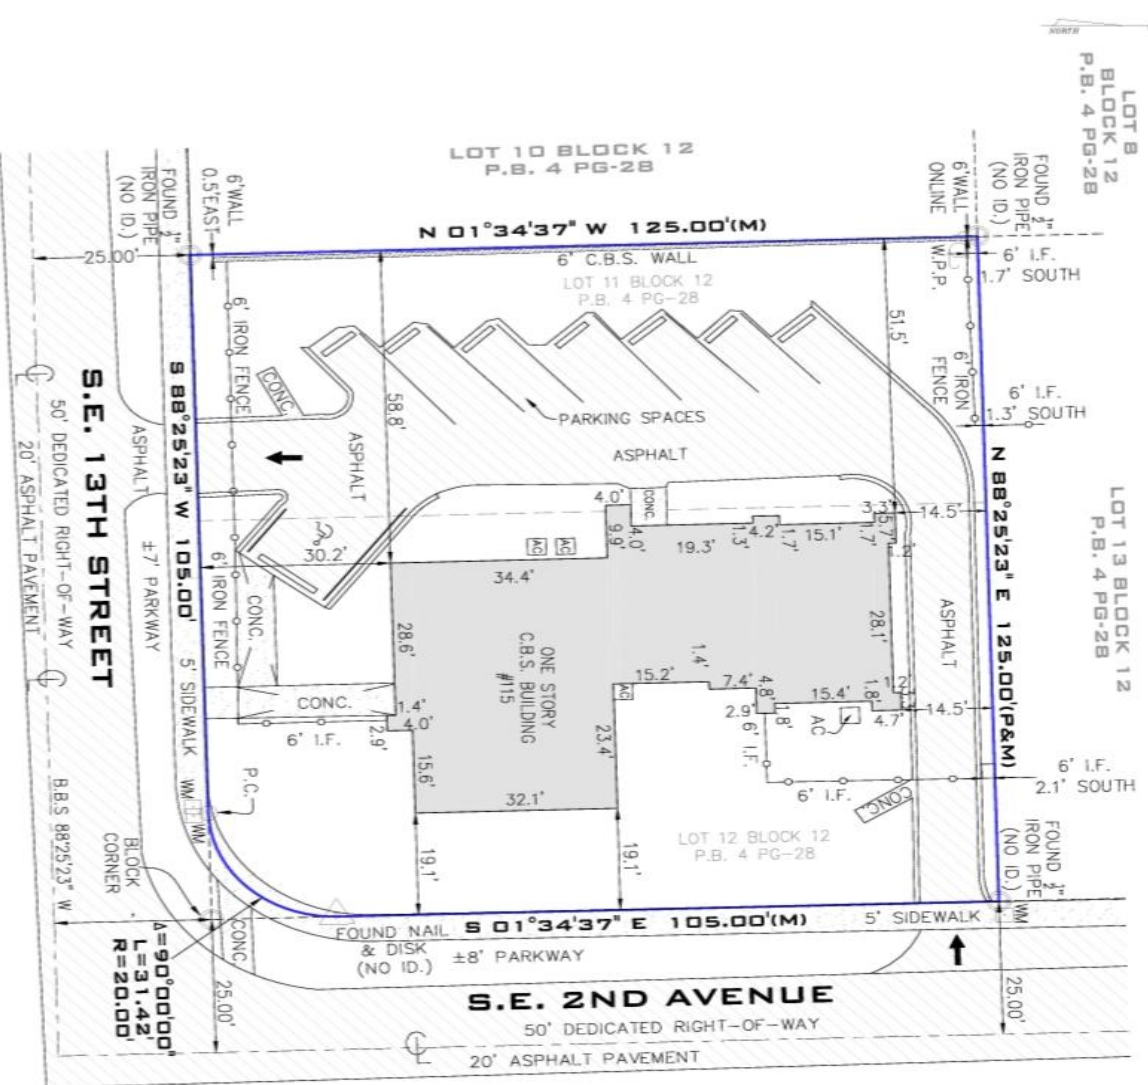 NORTH
LOT 8
BLOCK 12
P.B. 4 PG-28
LOT 10 BLOCK 12
P.B. 4 PG-28
FOUND 1/2"
IRON PIPE
(NO ID.)
6' WALL
0.5'EAST
25.00'
N 01°34'37" W 125.00'(M)
6' C.B.S. WALL
LOT 11 BLOCK 12
P.B. 4 PG-28
6'WALL
ONLINE
W.P.P.
FOUND 1/2"
IRON PIPE
(NO ID.)
6' I.F.
1.7' SOUTH
6' IRON FENCE
CONC.
58.8'
51.5'
PARKING SPACES
6' IRON
FENCE
6' I.F.
1.3' SOUTH
S 88°25'23" W 105.00'
ASPHALT
ASPHALT
ASPHALT
N 88°25'23" E 125.00'(P&M)
LOT 13 BLOCK 12
P.B. 4 PG-28
S.E. 13TH STREET
50' DEDICATED RIGHT-OF-WAY
20' ASPHALT PAVEMENT
±7' PARKWAY
5' SIDEWALK
6' IRON FENCE
30.2'
CONC.
CONC.
AC
AC
CONC.
4.0'
9.9'
4.0'
19.3'
1.3'
4.2'
1.7'
15.1'
1.7'
3.3'
5.7'
1.2'
14.5'
34.4'
28.6'
ONE STORY
C.B.S. BUILDING
#115
28.1'
ASPHALT
1.4'
4.0'
2.9'
6' I.F.
15.6'
32.1'
23.4'
AC
15.2'
1.4'
7.4'
4.8'
2.9'
1.8'
15.4'
1.8'
1.2'
4.7'
14.5'
AC
6' I.F.
6' I.F.
CONC.
6' I.F.
2.1' SOUTH
P.C.
WM
WM
19.1'
19.1'
LOT 12 BLOCK 12
P.B. 4 PG-28
FOUND 1/2"
IRON PIPE
(NO ID.)
WM
BLOCK
CORNER
B.B.S 88°25'23" W
CONC.
FOUND NAIL
& DISK
(NO ID.)
S 01°34'37" E 105.00'(M)
5' SIDEWALK
±8' PARKWAY
Δ=90°00'00"
L=31.42'
R=20.00'
25.00'
25.00'
S.E. 2ND AVENUE
50' DEDICATED RIGHT-OF-WAY
20' ASPHALT PAVEMENT